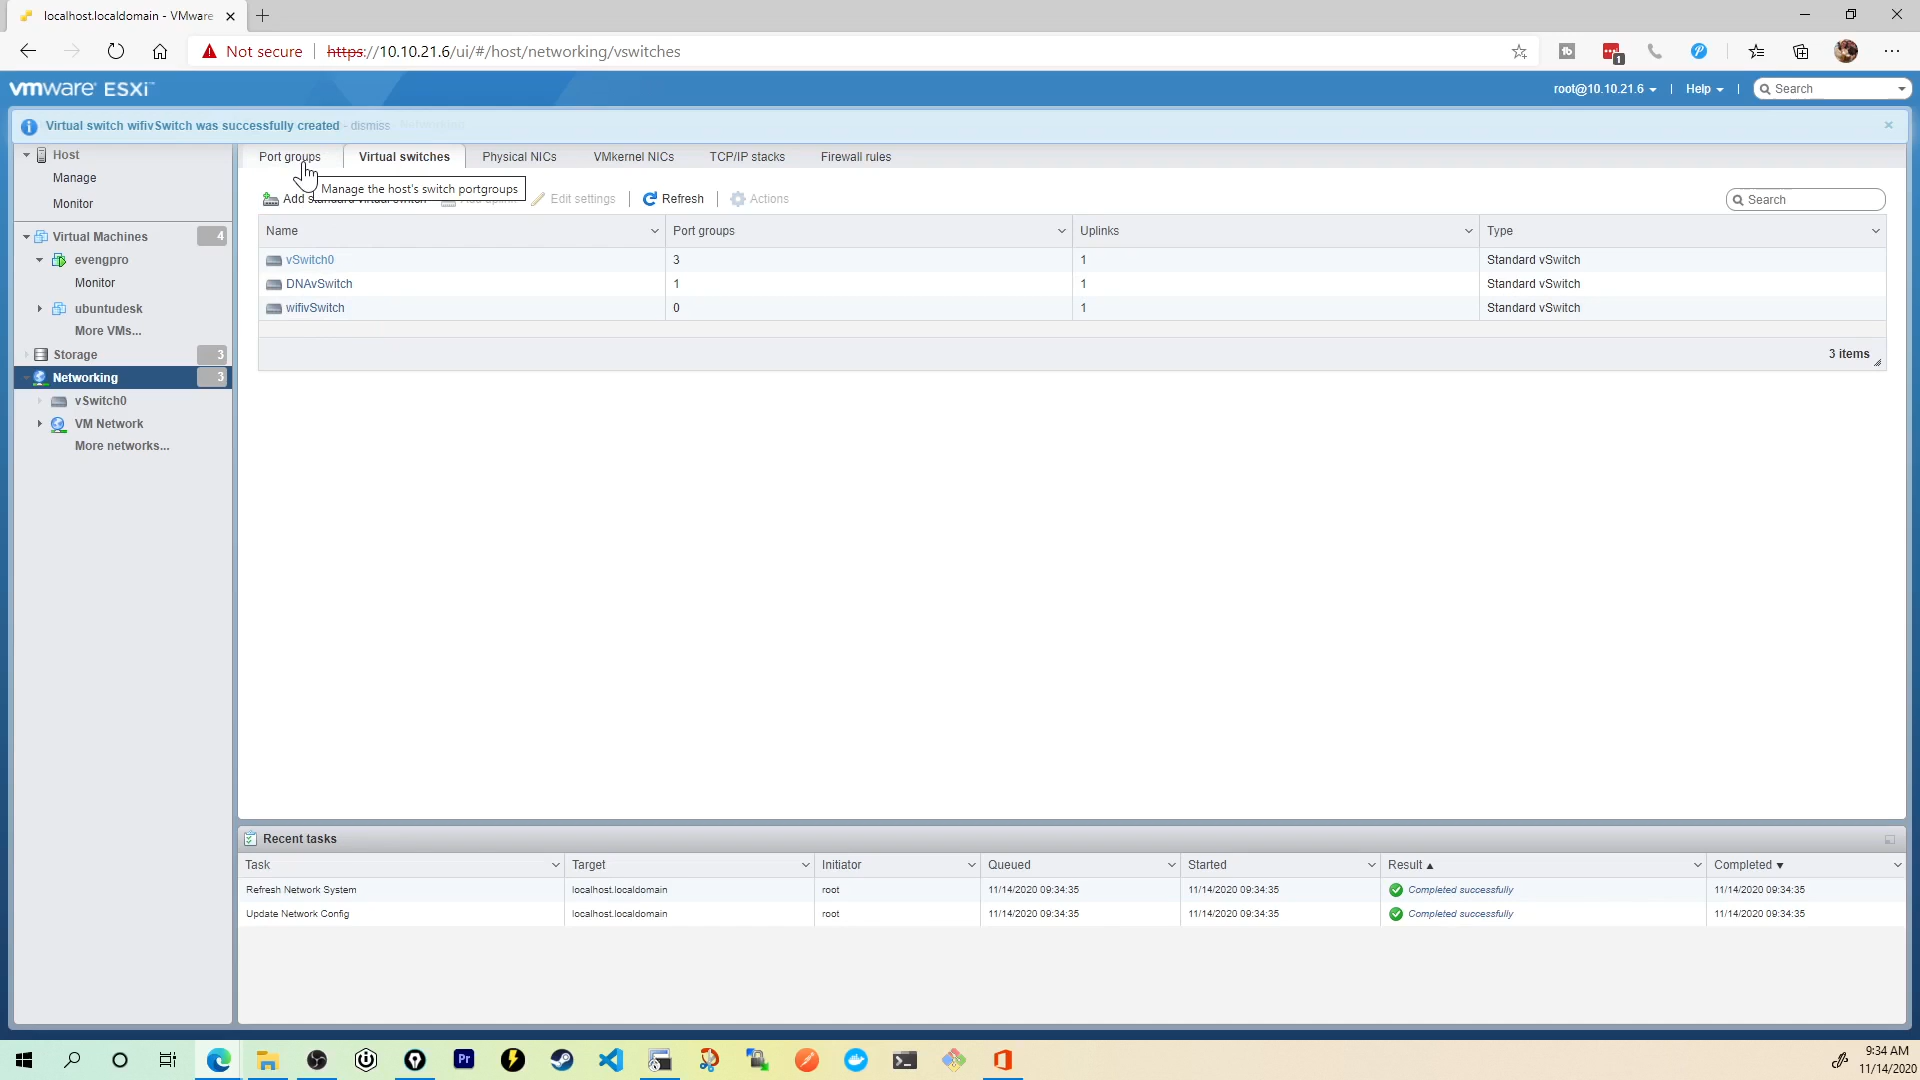 localhost.localdomain - VMware
Not secure
https://10.10.21.6/ui/#/host/networking/vswitches
1
vmware ESXi™
root@10.10.21.6
Help
Search
Virtual switch wifivSwitch was successfully created - dismiss
Host
Manage
Monitor
Virtual Machines 4
evengpro
Monitor
ubuntudesk
More VMs...
Storage 3
Networking 3
vSwitch0
VM Network
More networks...
Port groups
Virtual switches
Physical NICs
VMkernel NICs
TCP/IP stacks
Firewall rules
Manage the host's switch portgroups
Add standard virtual switch
Edit settings
Refresh
Actions
Search
Name Port groups Uplinks Type
vSwitch0 3 1 Standard vSwitch
DNAvSwitch 1 1 Standard vSwitch
wifivSwitch 0 1 Standard vSwitch
3 items
Recent tasks
Task Target Initiator Queued Started Result Completed
Refresh Network System localhost.localdomain root 11/14/2020 09:34:35 11/14/2020 09:34:35 Completed successfully 11/14/2020 09:34:35
Update Network Config localhost.localdomain root 11/14/2020 09:34:35 11/14/2020 09:34:35 Completed successfully 11/14/2020 09:34:35
Pr
9:34 AM
11/14/2020